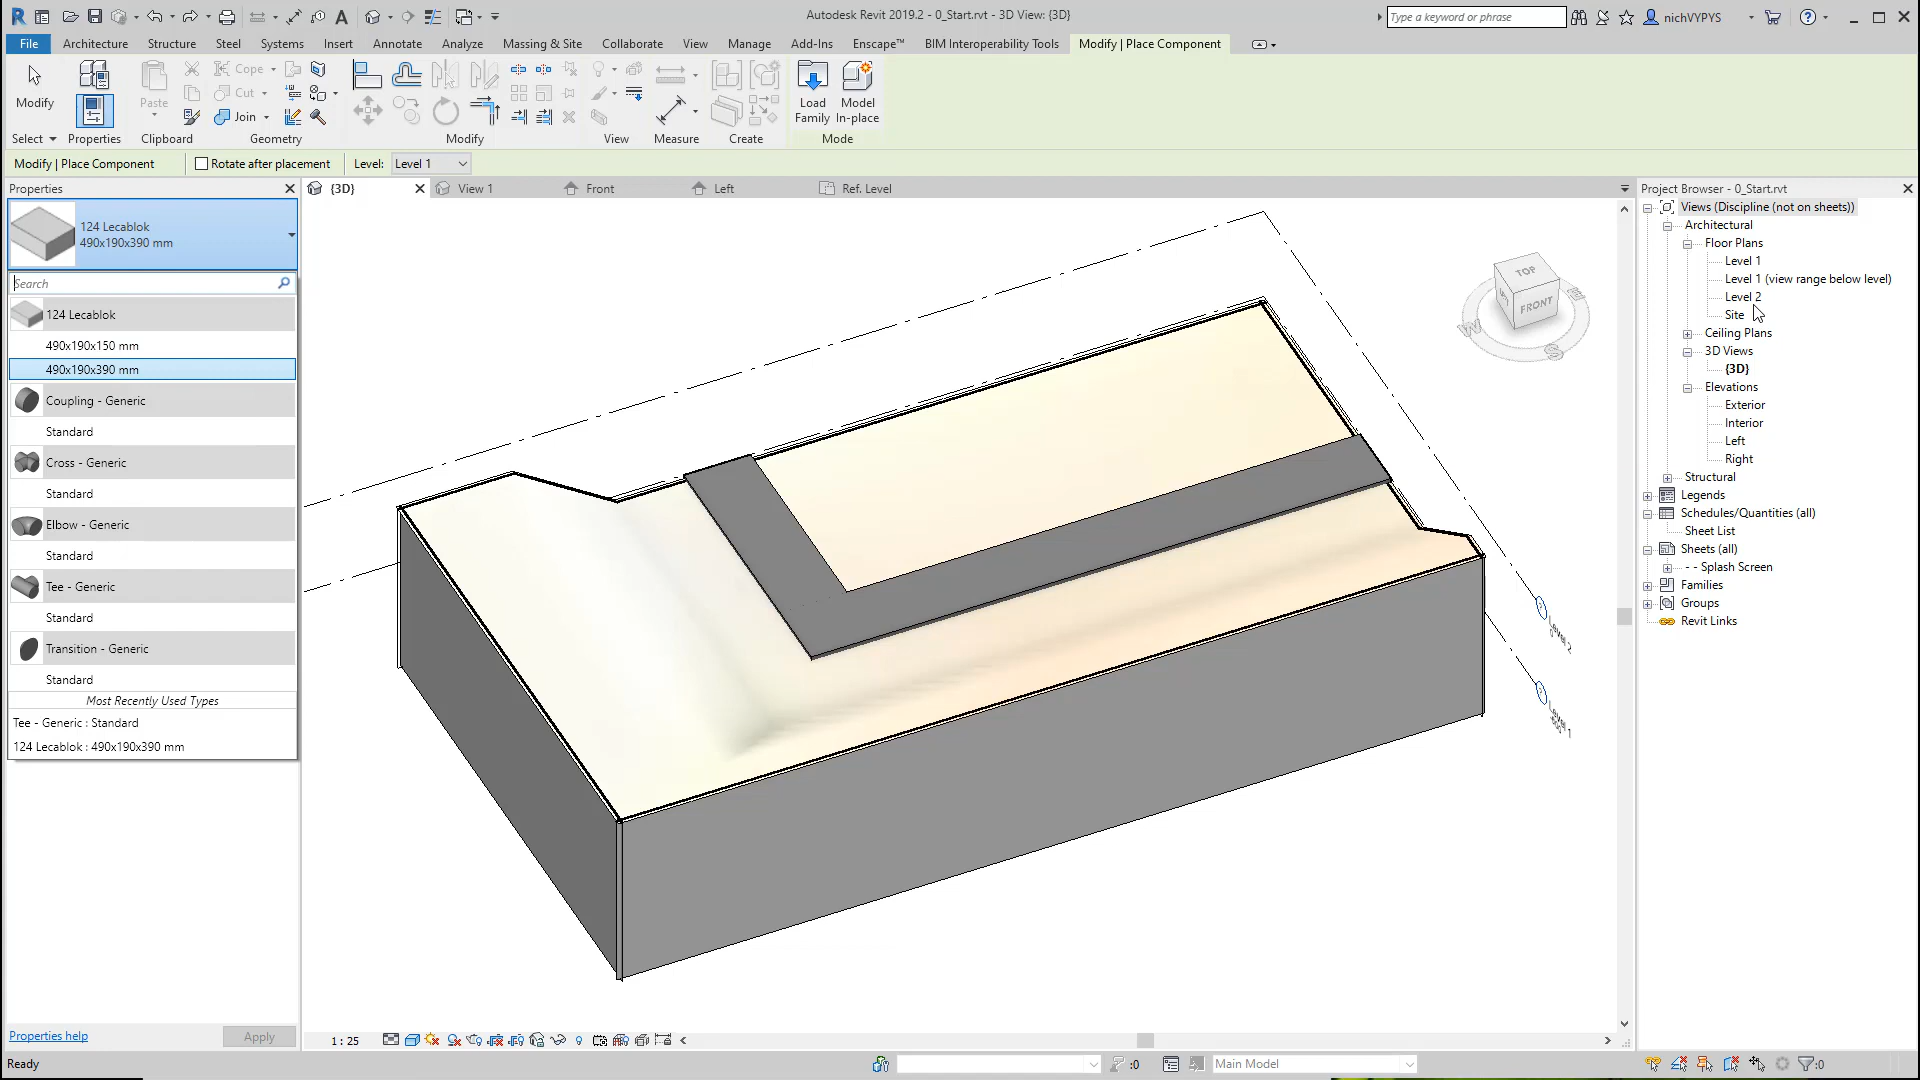 Autodesk Revit 2019.2 - 0_Start.rvt - 3D View: {3D}
Type a keyword or phrase
nichVYPYS
File Architecture Structure Steel Systems Insert Annotate Analyze Massing & Site Collaborate View Manage Add-Ins Enscape™ BIM Interoperability Tools Modify | Place Component
Modify
Properties
Paste
Cope
Cut
Join
Load Family
Model In-place
Select Properties Clipboard Geometry Modify View Measure Create Mode
Modify | Place Component Rotate after placement Level: Level 1
Properties
{3D} View 1 Front Left Ref. Level
Project Browser - 0_Start.rvt
124 Lecablok
490x190x390 mm
Search
124 Lecablok
490x190x150 mm
490x190x390 mm
Coupling - Generic
Standard
Cross - Generic
Standard
Elbow - Generic
Standard
Tee - Generic
Standard
Transition - Generic
Standard
Most Recently Used Types
Tee - Generic : Standard
124 Lecablok : 490x190x390 mm
Properties help
Apply
TOP
FRONT
W
S
E
Level 2
Level 1
Views (Discipline (not on sheets))
Architectural
Floor Plans
Level 1
Level 1 (view range below level)
Level 2
Site
Ceiling Plans
3D Views
{3D}
Elevations
Exterior
Interior
Left
Right
Structural
Legends
Schedules/Quantities (all)
Sheet List
Sheets (all)
- - Splash Screen
Families
Groups
Revit Links
1 : 25
Ready
:0
Main Model
:0